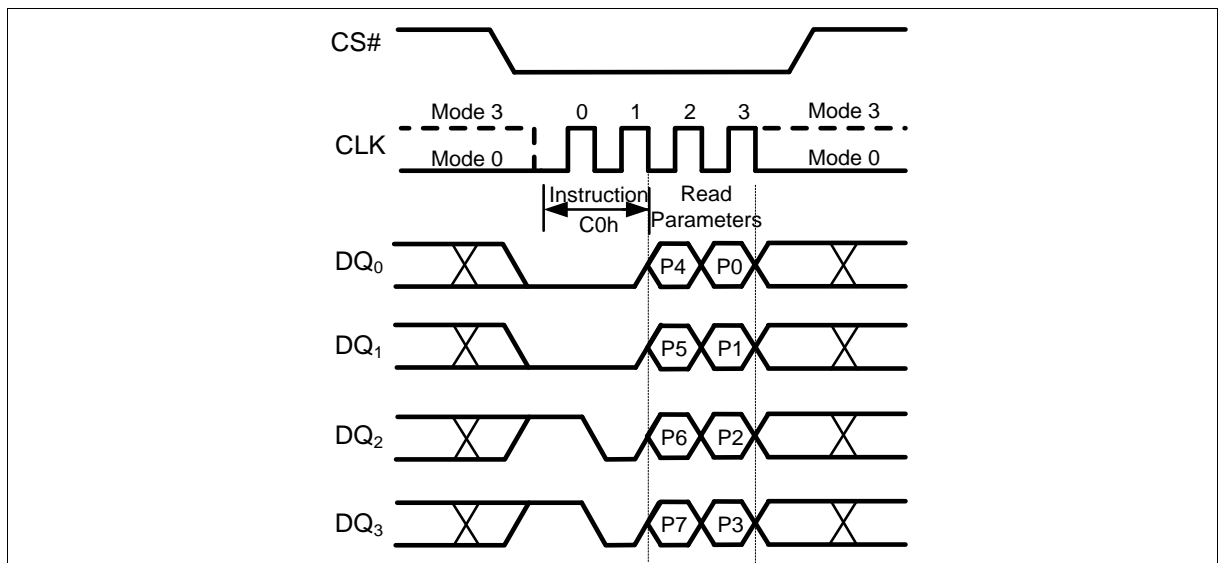 CS#
Mode 3 0 1 2 3 Mode 3
CLK
Mode 0 Mode 0
Instruction Read
C0h Parameters
DQ0 P4 P0
DQ1 P5 P1
DQ2 P6 P2
DQ3 P7 P3